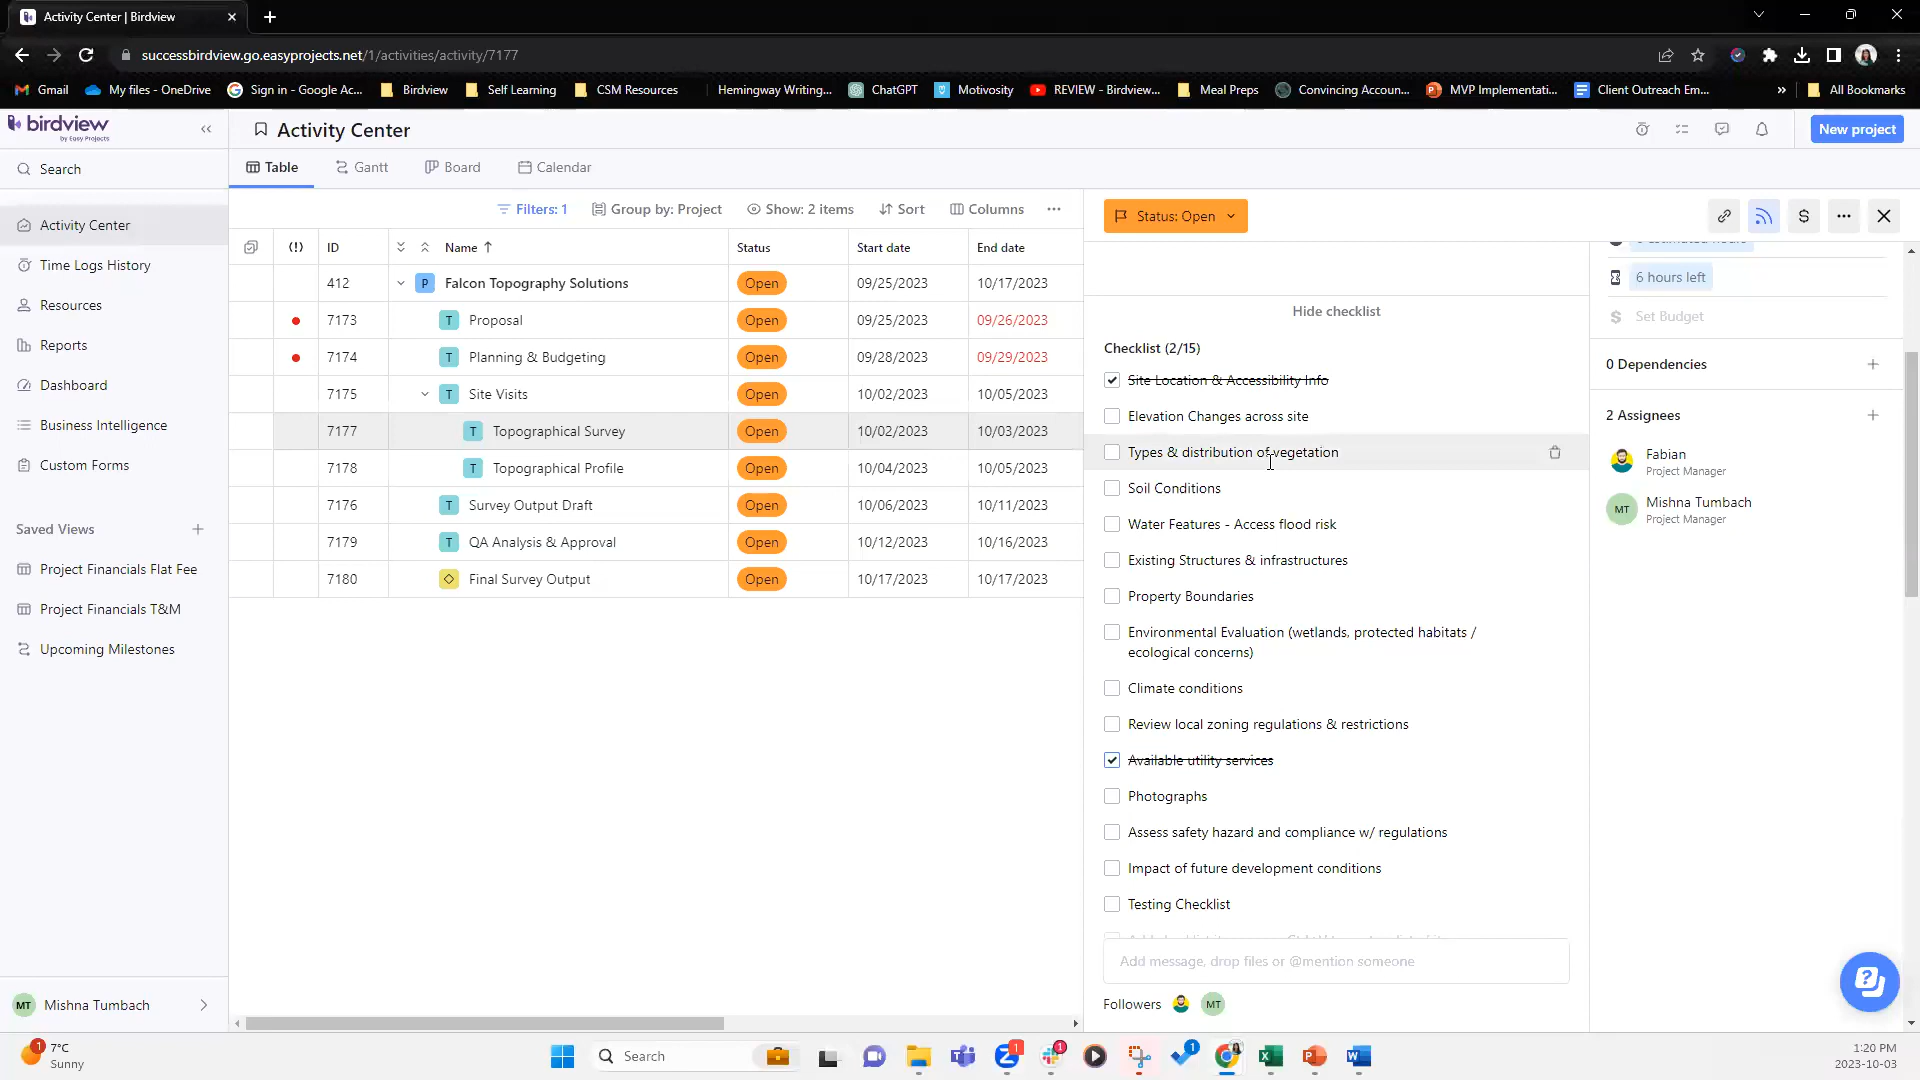 Activity Center | Birdview
successbirdview.go.easyprojects.net/1/activities/activity/7177
Gmail
My files - OneDrive
Sign in - Google Ac...
Birdview
Self Learning
CSM Resources
Hemingway Writing...
ChatGPT
Motivosity
REVIEW - Birdview...
Meal Preps
Convincing Accoun...
MVP Implementati...
Client Outreach Em...
»
All Bookmarks
birdview
by Easy Projects
Activity Center
New project
Search
Table
Gantt
Board
Calendar
Activity Center
Time Logs History
Resources
Reports
Dashboard
Business Intelligence
Custom Forms
Saved Views
Project Financials Flat Fee
Project Financials T&M
Upcoming Milestones
MT Mishna Tumbach
Filters: 1
Group by: Project
Show: 2 items
Sort
Columns
(!) ID Name Status Start date End date
412 P Falcon Topography Solutions Open 09/25/2023 10/17/2023
7173 T Proposal Open 09/25/2023 09/26/2023
7174 T Planning & Budgeting Open 09/28/2023 09/29/2023
7175 T Site Visits Open 10/02/2023 10/05/2023
7177 T Topographical Survey Open 10/02/2023 10/03/2023
7178 T Topographical Profile Open 10/04/2023 10/05/2023
7176 T Survey Output Draft Open 10/06/2023 10/11/2023
7179 T QA Analysis & Approval Open 10/12/2023 10/16/2023
7180 Final Survey Output Open 10/17/2023 10/17/2023
Status: Open
Hide checklist
Checklist (2/15)
Site Location & Accessibility Info
Elevation Changes across site
Types & distribution of vegetation
Soil Conditions
Water Features - Access flood risk
Existing Structures & infrastructures
Property Boundaries
Environmental Evaluation (wetlands, protected habitats /
ecological concerns)
Climate conditions
Review local zoning regulations & restrictions
Available utility services
Photographs
Assess safety hazard and compliance w/ regulations
Impact of future development conditions
Testing Checklist
Add message, drop files or @mention someone
Followers MT
6 hours left
Set Budget
0 Dependencies
2 Assignees
Fabian
Project Manager
MT Mishna Tumbach
Project Manager
1
7°C
Sunny
Search
1
1
1
1:20 PM
2023-10-03